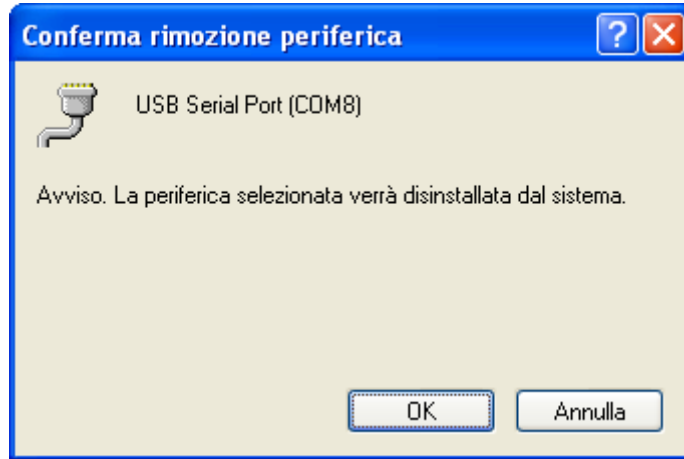 Conferma rimozione periferica
USB Serial Port (COM8)
Avviso. La periferica selezionata verrà disinstallata dal sistema.
OK
Annulla